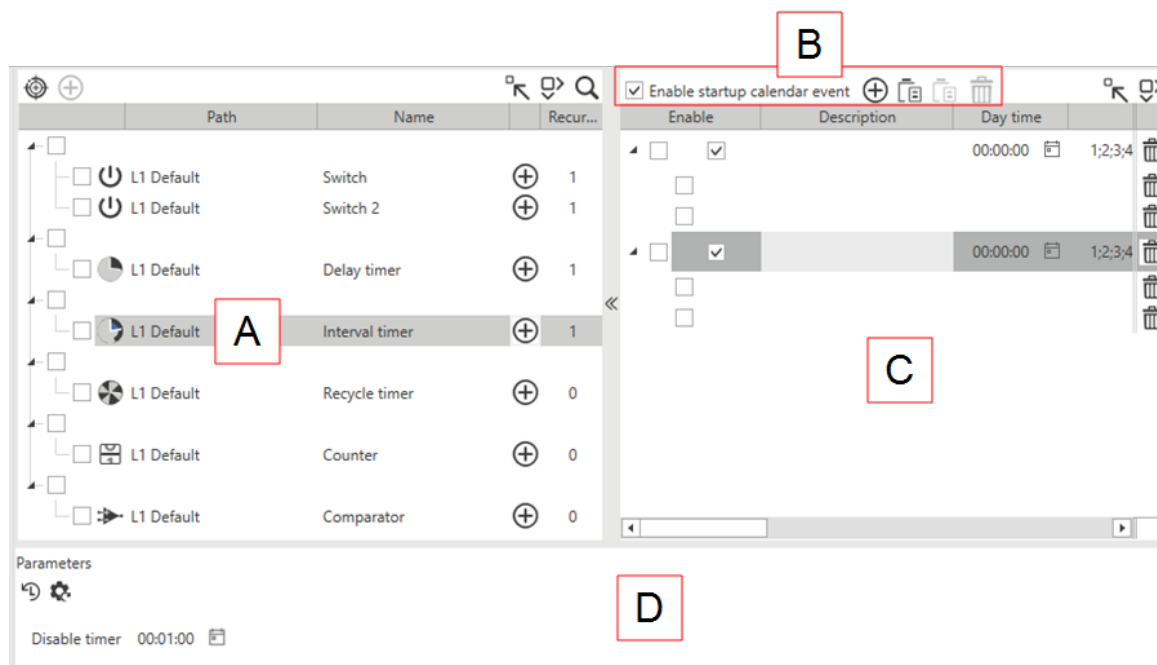 B
Enable startup calendar event
Path Name Recur...
Enable Description Day time
00:00:00 1;2;3;4
L1 Default Switch 1
L1 Default Switch 2 1
00:00:00 1;2;3;4
L1 Default Delay timer 1
A
L1 Default Interval timer 1
C
L1 Default Recycle timer 0
L1 Default Counter 0
L1 Default Comparator 0
Parameters
D
Disable timer 00:01:00